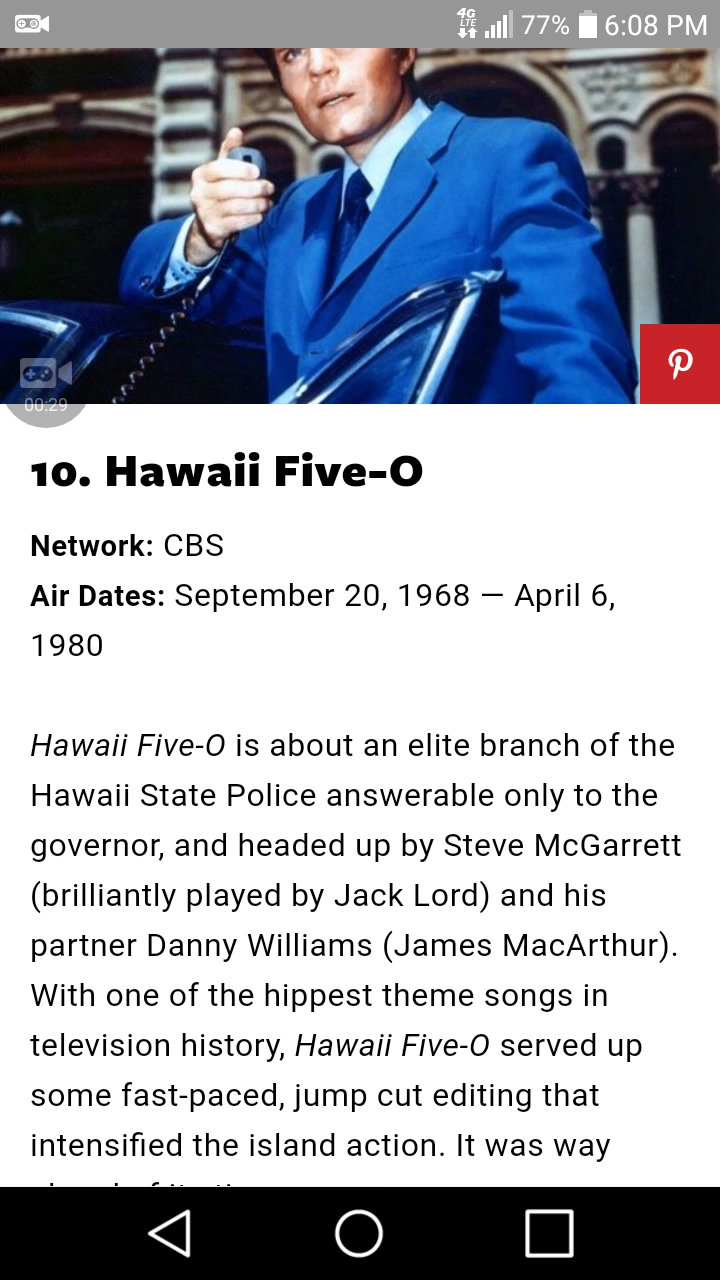 4G
LTE
77% 6:08 PM
00:29
10. Hawaii Five-O
Network: CBS
Air Dates: September 20, 1968 — April 6,
1980
Hawaii Five-O is about an elite branch of the
Hawaii State Police answerable only to the
governor, and headed up by Steve McGarrett
(brilliantly played by Jack Lord) and his
partner Danny Williams (James MacArthur).
With one of the hippest theme songs in
television history, Hawaii Five-O served up
some fast-paced, jump cut editing that
intensified the island action. It was way